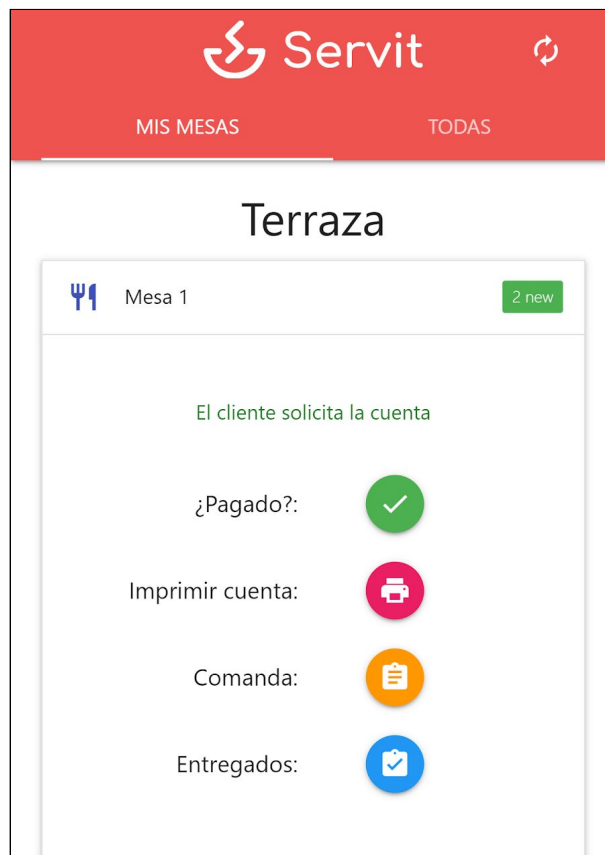 Servit
MIS MESAS TODAS
Terraza
Mesa 1 2 new
El cliente solicita la cuenta
¿Pagado?:
Imprimir cuenta:
Comanda:
Entregados: